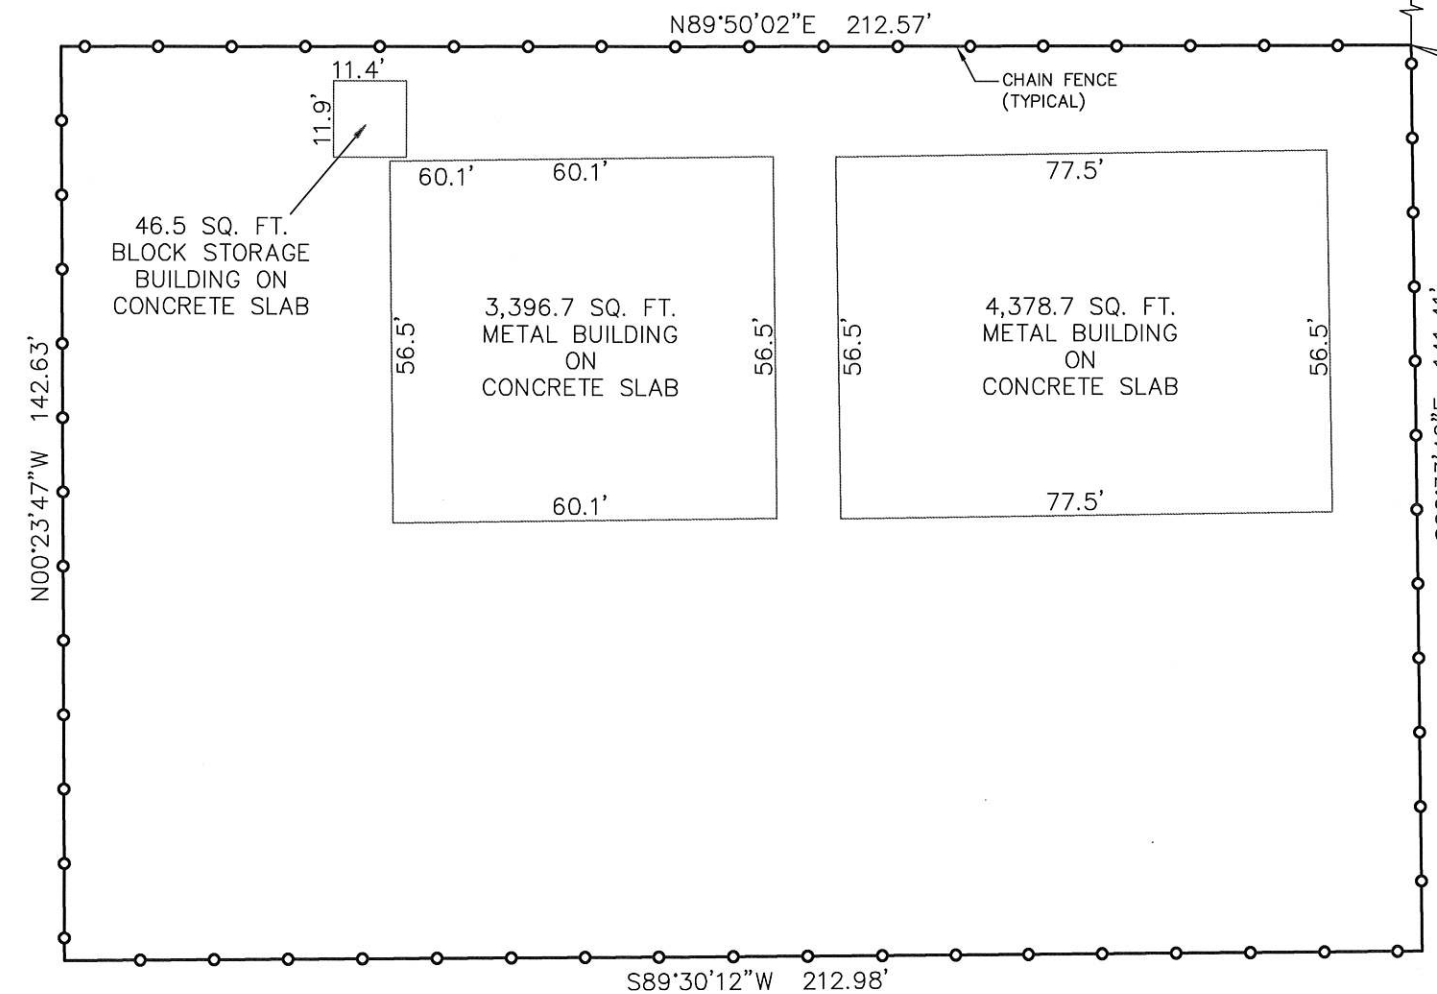 N89°50'02"E 212.57'
CHAIN FENCE
(TYPICAL)
11.4'
11.9'
46.5 SQ. FT.
BLOCK STORAGE
BUILDING ON
CONCRETE SLAB
60.1'
60.1'
56.5'
3,396.7 SQ. FT.
METAL BUILDING
ON
CONCRETE SLAB
56.5'
60.1'
77.5'
56.5'
4,378.7 SQ. FT.
METAL BUILDING
ON
CONCRETE SLAB
56.5'
77.5'
N00°23'47"W 142.63'
S89°30'12"W 212.98'